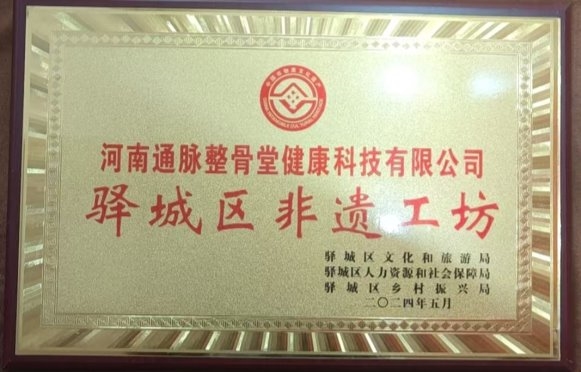 河南通脉整骨堂健康科技有限公司
驿城区非遗工坊
驿城区文化和旅游局
驿城区人力资源和社会保障局
驿城区乡村振兴局
二〇二四年五月